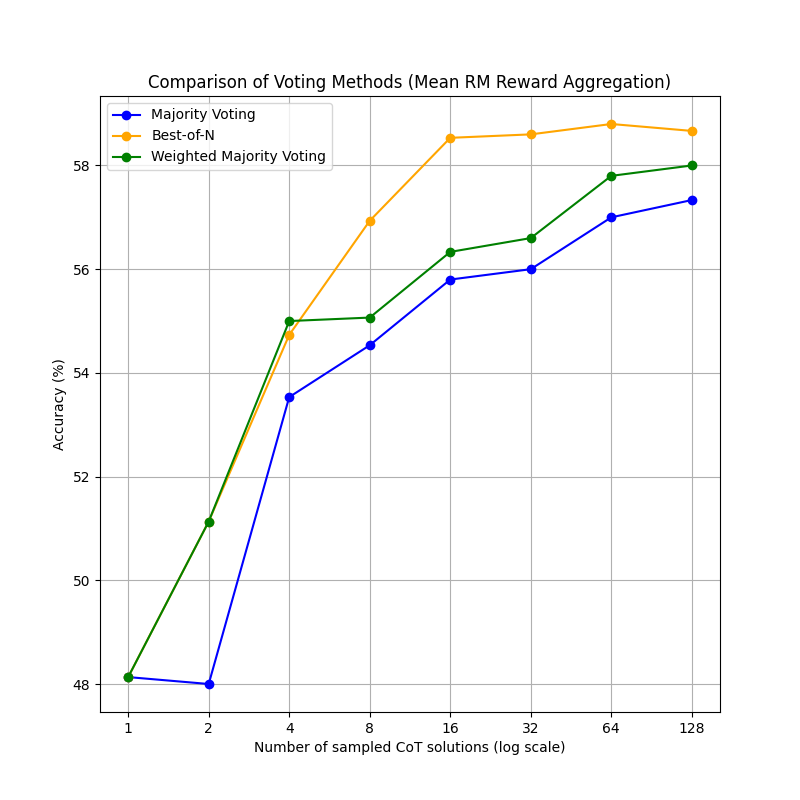 Comparison of Voting Methods (Mean RM Reward Aggregation)
Majority Voting
Best-of-N
Weighted Majority Voting
Accuracy (%)
58
56
54
52
50
48
1 2 4 8 16 32 64 128
Number of sampled CoT solutions (log scale)